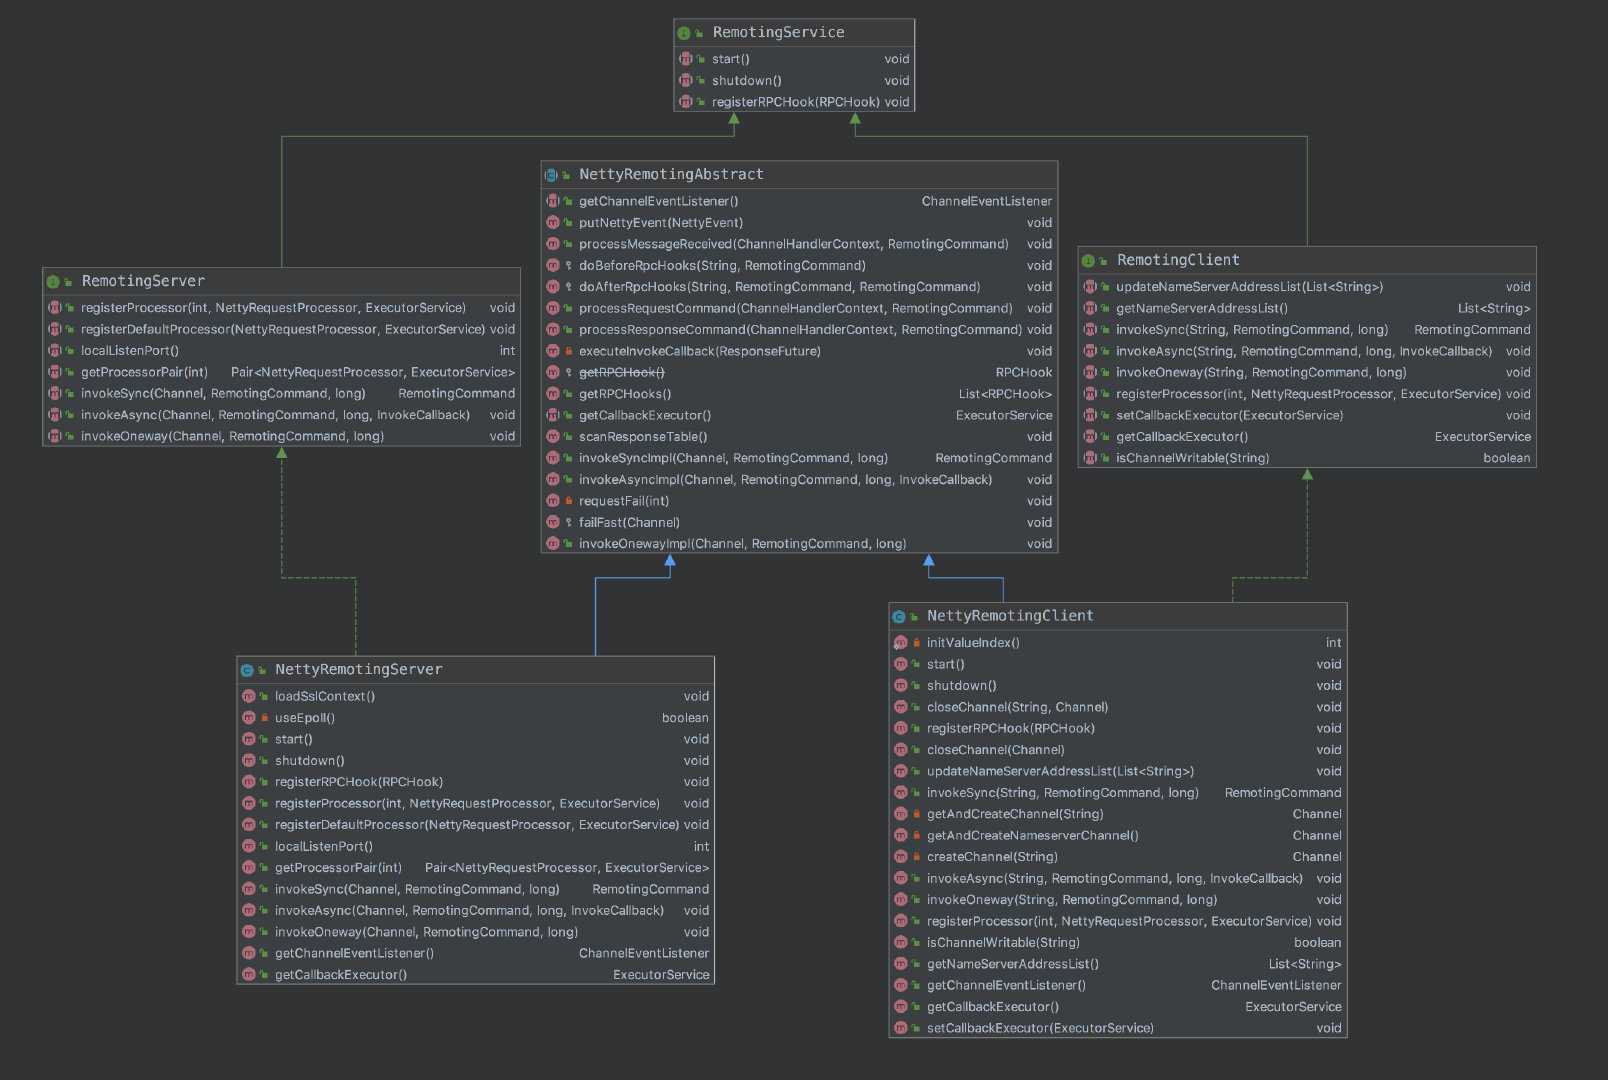 RemotingService
start() void
shutdown() void
registerRPCHook(RPCHook) void
NettyRemotingAbstract
getChannelEventListener() ChannelEventListener
putNettyEvent(NettyEvent) void
processMessageReceived(ChannelHandlerContext, RemotingCommand) void
doBeforeRpcHooks(String, RemotingCommand) void
doAfterRpcHooks(String, RemotingCommand, RemotingCommand) void
processRequestCommand(ChannelHandlerContext, RemotingCommand) void
processResponseCommand(ChannelHandlerContext, RemotingCommand) void
executeInvokeCallback(ResponseFuture) void
getRPCHook() RPCHook
getRPCHooks() List<RPCHook>
getCallbackExecutor() ExecutorService
scanResponseTable() void
invokeSyncImpl(Channel, RemotingCommand, long) RemotingCommand
invokeAsyncImpl(Channel, RemotingCommand, long, InvokeCallback) void
requestFail(int) void
failFast(Channel) void
invokeOnewayImpl(Channel, RemotingCommand, long) void
RemotingServer
registerProcessor(int, NettyRequestProcessor, ExecutorService) void
registerDefaultProcessor(NettyRequestProcessor, ExecutorService) void
localListenPort() int
getProcessorPair(int) Pair<NettyRequestProcessor, ExecutorService>
invokeSync(Channel, RemotingCommand, long) RemotingCommand
invokeAsync(Channel, RemotingCommand, long, InvokeCallback) void
invokeOneway(Channel, RemotingCommand, long) void
RemotingClient
updateNameServerAddressList(List<String>) void
getNameServerAddressList() List<String>
invokeSync(String, RemotingCommand, long) RemotingCommand
invokeAsync(String, RemotingCommand, long, InvokeCallback) void
invokeOneway(String, RemotingCommand, long) void
registerProcessor(int, NettyRequestProcessor, ExecutorService) void
setCallbackExecutor(ExecutorService) void
getCallbackExecutor() ExecutorService
isChannelWritable(String) boolean
NettyRemotingServer
loadSslContext() void
useEpoll() boolean
start() void
shutdown() void
registerRPCHook(RPCHook) void
registerProcessor(int, NettyRequestProcessor, ExecutorService) void
registerDefaultProcessor(NettyRequestProcessor, ExecutorService) void
localListenPort() int
getProcessorPair(int) Pair<NettyRequestProcessor, ExecutorService>
invokeSync(Channel, RemotingCommand, long) RemotingCommand
invokeAsync(Channel, RemotingCommand, long, InvokeCallback) void
invokeOneway(Channel, RemotingCommand, long) void
getChannelEventListener() ChannelEventListener
getCallbackExecutor() ExecutorService
NettyRemotingClient
initValueIndex() int
start() void
shutdown() void
closeChannel(String, Channel) void
registerRPCHook(RPCHook) void
closeChannel(Channel) void
updateNameServerAddressList(List<String>) void
invokeSync(String, RemotingCommand, long) RemotingCommand
getAndCreateChannel(String) Channel
getAndCreateNameserverChannel() Channel
createChannel(String) Channel
invokeAsync(String, RemotingCommand, long, InvokeCallback) void
invokeOneway(String, RemotingCommand, long) void
registerProcessor(int, NettyRequestProcessor, ExecutorService) void
isChannelWritable(String) boolean
getNameServerAddressList() List<String>
getChannelEventListener() ChannelEventListener
getCallbackExecutor() ExecutorService
setCallbackExecutor(ExecutorService) void